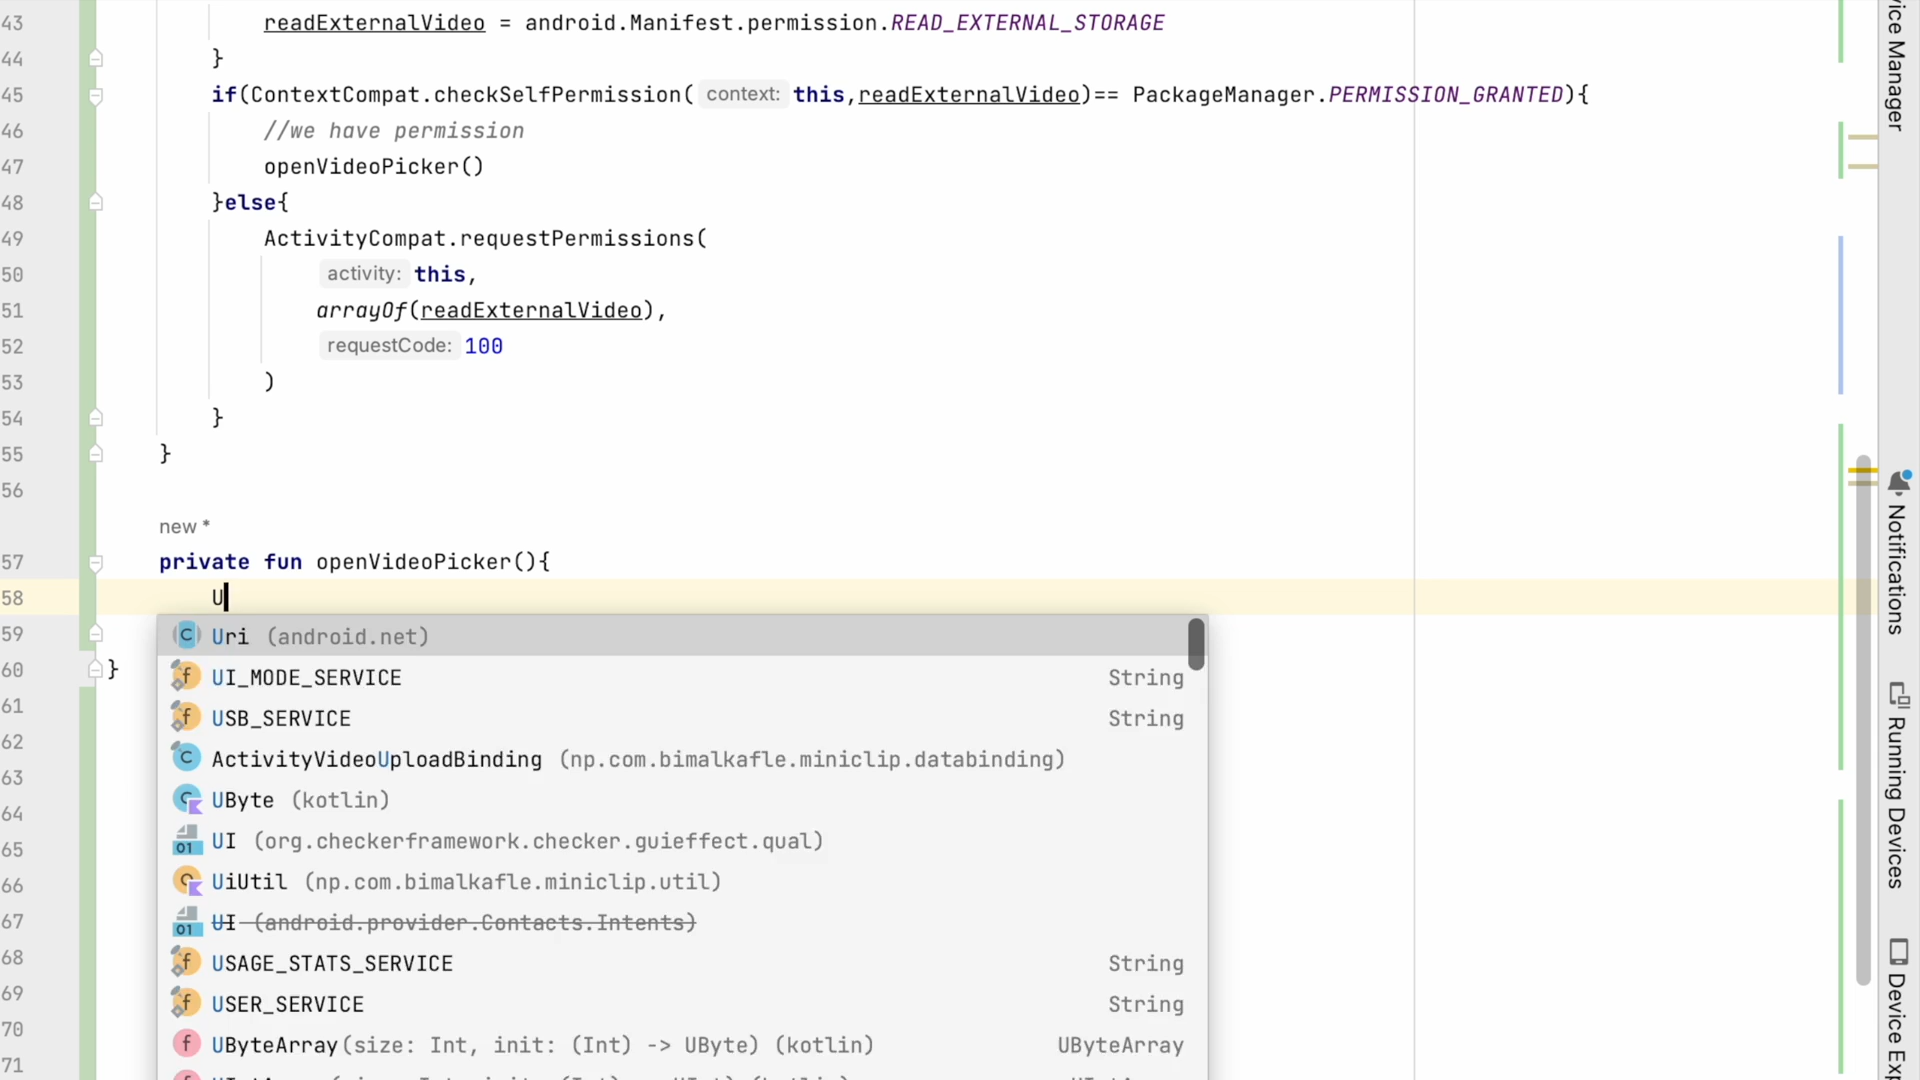 43 readExternalVideo = android.Manifest.permission.READ_EXTERNAL_STORAGE
44 }
45 if(ContextCompat.checkSelfPermission( context: this,readExternalVideo)== PackageManager.PERMISSION_GRANTED){
46 //we have permission
47 openVideoPicker()
48 }else{
49 ActivityCompat.requestPermissions(
50 activity: this,
51 arrayOf(readExternalVideo),
52 requestCode: 100
53 )
54 }
55 }
56
new *
57 private fun openVideoPicker(){
58 U
59
60 }
61
62
63
64
65
66
67
68
69
70
71
Uri (android.net)
UI_MODE_SERVICE String
USB_SERVICE String
ActivityVideoUploadBinding (np.com.bimalkafle.miniclip.databinding)
UByte (kotlin)
UI (org.checkerframework.checker.guieffect.qual)
UiUtil (np.com.bimalkafle.miniclip.util)
UI (android.provider.Contacts.Intents)
USAGE_STATS_SERVICE String
USER_SERVICE String
UByteArray(size: Int, init: (Int) -> UByte) (kotlin) UByteArray
Manager
Notifications
Running Devices
Device